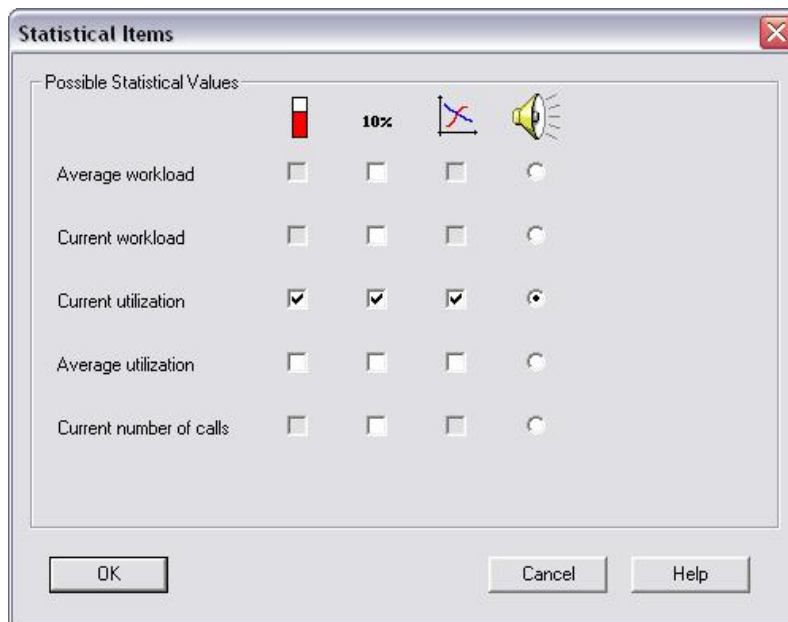 Statistical Items
Possible Statistical Values
10%
Average workload
Current workload
Current utilization
Average utilization
Current number of calls
OK Cancel Help